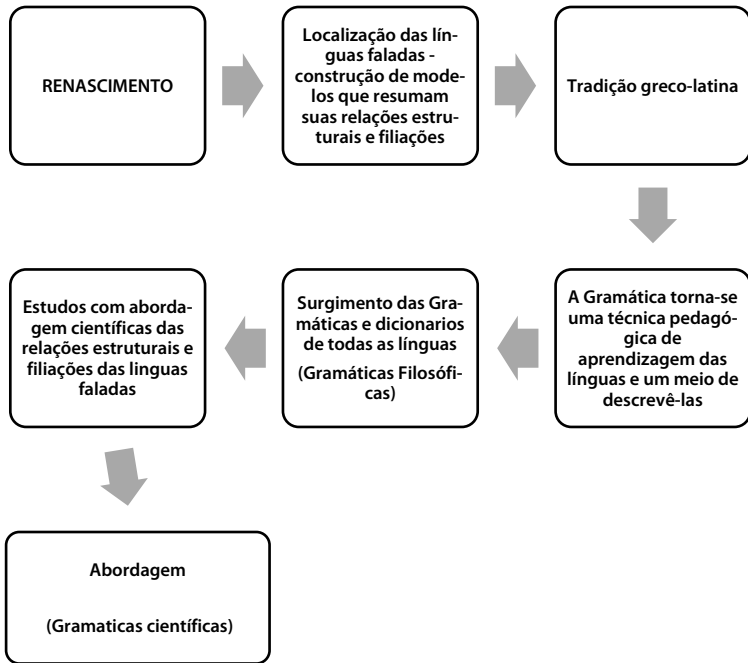 RENASCIMENTO
Localização das lín-
guas faladas -
construção de mode-
los que resumam
suas relações estru-
turais e filiações
Tradição greco-latina
A Gramática torna-se
uma técnica pedagó-
gica de
aprendizagem das
línguas e um meio de
descrevê-las
Surgimento das Gra-
máticas e dicionarios
de todas as línguas
(Gramáticas Filosófi-
cas)
Estudos com aborda-
gem científicas das
relações estruturais e
filiações das linguas
faladas
Abordagem
(Gramaticas científicas)